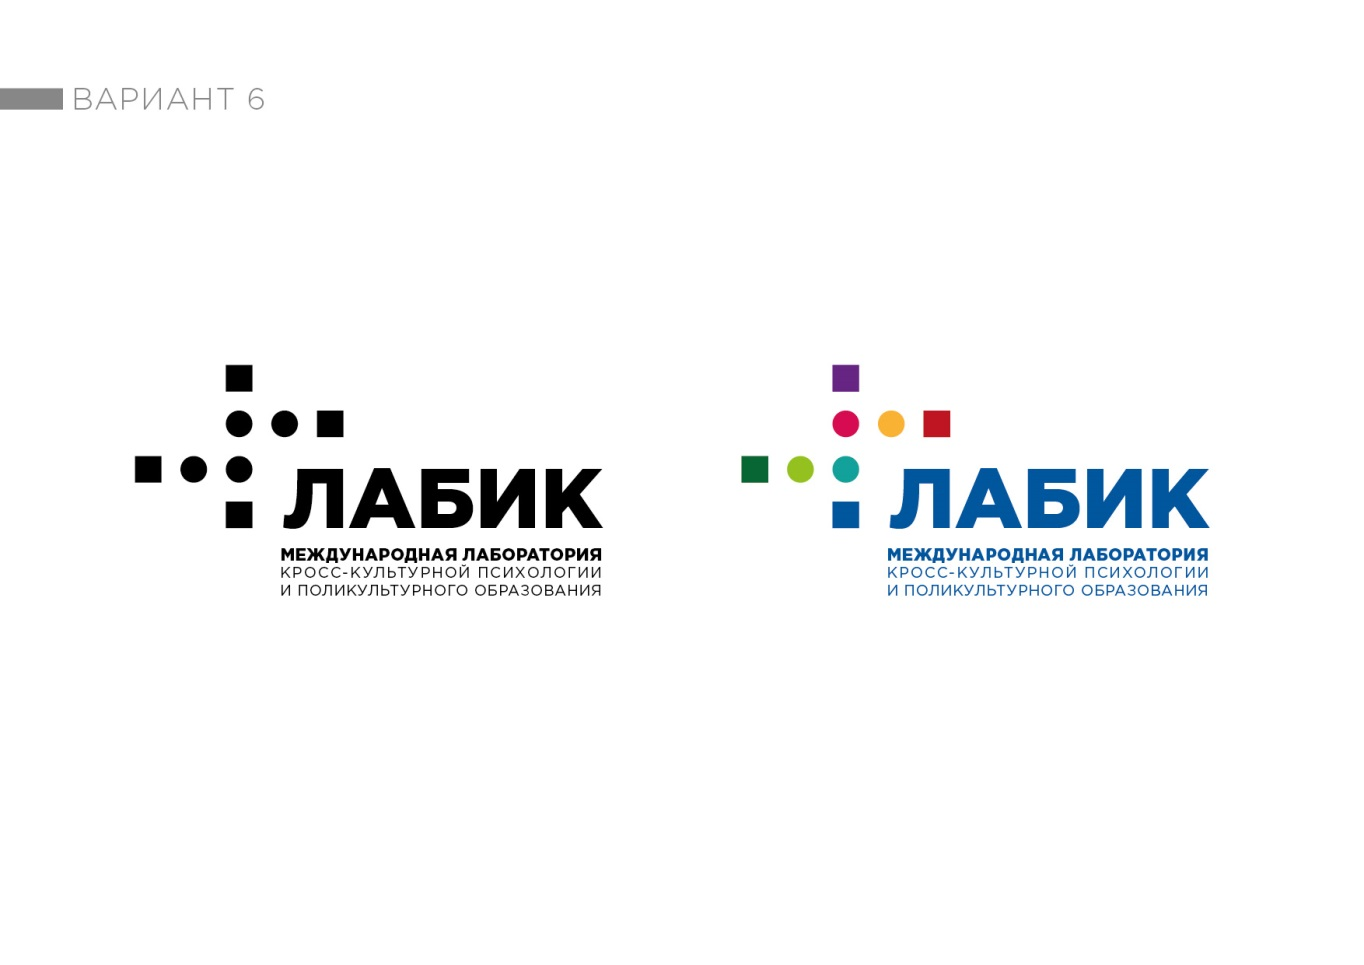 ВАРИАНТ 6
ЛАБИК
МЕЖДУНАРОДНАЯ ЛАБОРАТОРИЯ
КРОСС-КУЛЬТУРНОЙ ПСИХОЛОГИИ
И ПОЛИКУЛЬТУРНОГО ОБРАЗОВАНИЯ
ЛАБИК
МЕЖДУНАРОДНАЯ ЛАБОРАТОРИЯ
КРОСС-КУЛЬТУРНОЙ ПСИХОЛОГИИ
И ПОЛИКУЛЬТУРНОГО ОБРАЗОВАНИЯ